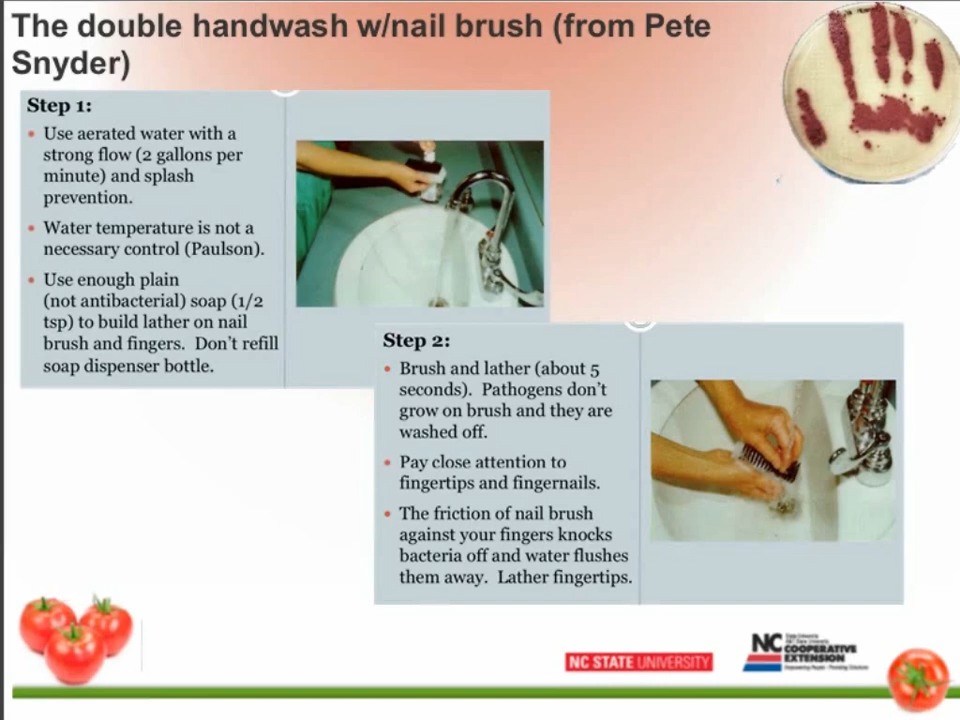 The double handwash w/nail brush (from Pete
Snyder)
Step 1:
• Use aerated water with a
strong flow (2 gallons per
minute) and splash
prevention.
• Water temperature is not a
necessary control (Paulson).
• Use enough plain
(not antibacterial) soap (1/2
tsp) to build lather on nail
brush and fingers. Don't refill
soap dispenser bottle.
Step 2:
• Brush and lather (about 5
seconds). Pathogens don't
grow on brush and they are
washed off.
• Pay close attention to
fingertips and fingernails.
• The friction of nail brush
against your fingers knocks
bacteria off and water flushes
them away. Lather fingertips.
NC STATE UNIVERSITY
NC
COOPERATIVE
EXTENSION